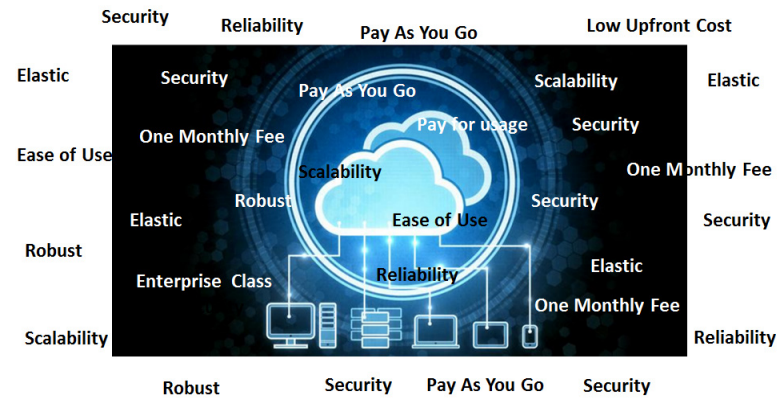 Security
Reliability
Pay As You Go
Low Upfront Cost
Elastic
Security
Pay As You Go
Scalability
Elastic
One Monthly Fee
Pay for usage
Security
Ease of Use
Scalability
One Monthly Fee
Robust
Security
Elastic
Ease of Use
Security
Robust
Enterprise Class
Reliability
Elastic
One Monthly Fee
Scalability
Reliability
Robust
Security
Pay As You Go
Security